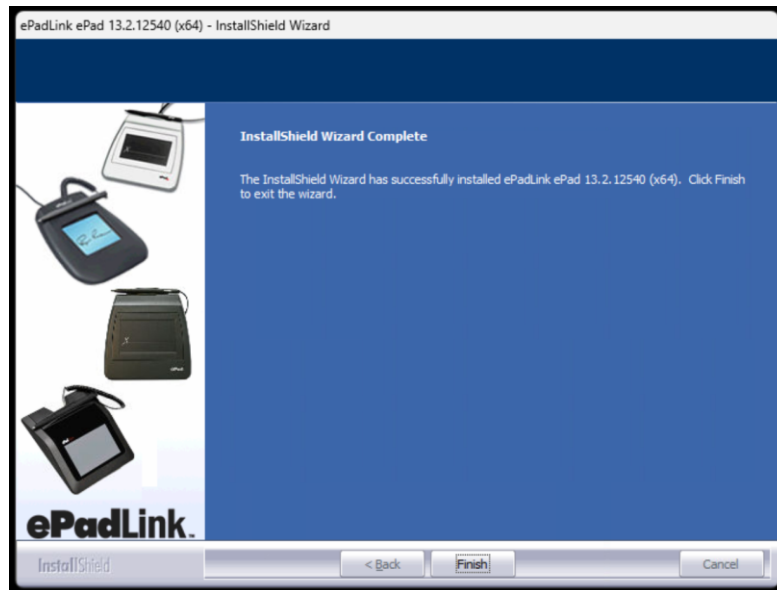 ePadLink ePad 13.2.12540 (x64) - InstallShield Wizard
InstallShield Wizard Complete
The InstallShield Wizard has successfully installed ePadLink ePad 13.2.12540 (x64). Click Finish
to exit the wizard.
ePadLink
InstallShield
< Back
Finish
Cancel